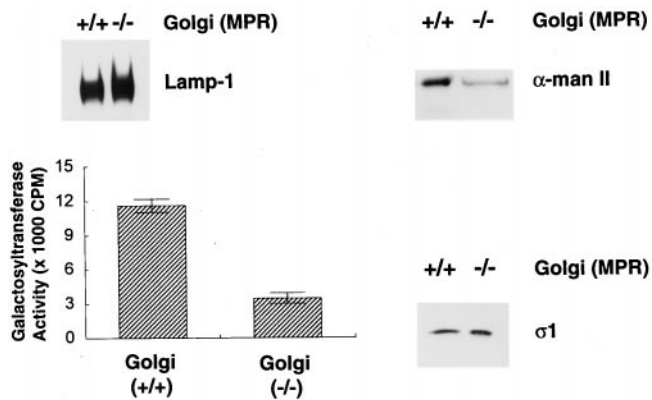 +/+ -/- Golgi (MPR)
Lamp-1
+/+ -/- Golgi (MPR)
α-man II
Galactosyltransferase
Activity (x 1000 CPM)
15
12
9
6
3
0
Golgi
(+/+)
Golgi
(-/-)
+/+ -/- Golgi (MPR)
σ1